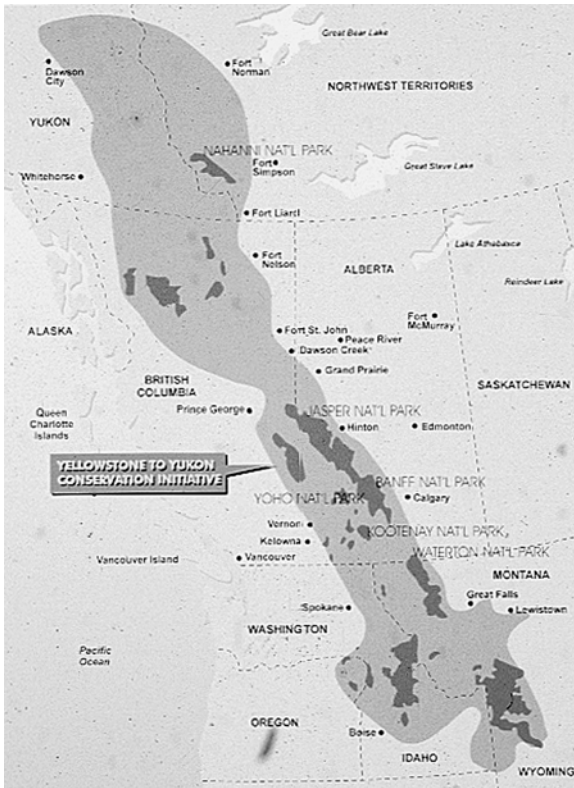 Great Bear Lake
Dawson
City
Fort
Norman
NORTHWEST TERRITORIES
YUKON
NAHANNI NAT'L PARK
Fort
Simpson
Great Slave Lake
Whitehorse
Fort Liard
Lake Athabasca
Fort
Nelson
ALBERTA
Reindeer Lake
ALASKA
Fort
McMurray
Fort St. John
Peace River
Dawson Creek
Grand Prairie
BRITISH
COLUMBIA
SASKATCHEWAN
Prince George
JASPER NAT'L PARK
Queen
Charlotte
Islands
Hinton
Edmonton
YELLOWSTONE TO YUKON
CONSERVATION INITIATIVE
BANFF NAT'L PARK
YOHO NAT'L PARK
Calgary
Vernon
KOOTENAY NAT'L PARK
Kelowna
WATERTON NAT'L PARK
Vancouver Island
Vancouver
MONTANA
Great Falls
Spokane
Lewistown
WASHINGTON
Pacific
Ocean
OREGON
Boise
IDAHO
WYOMING